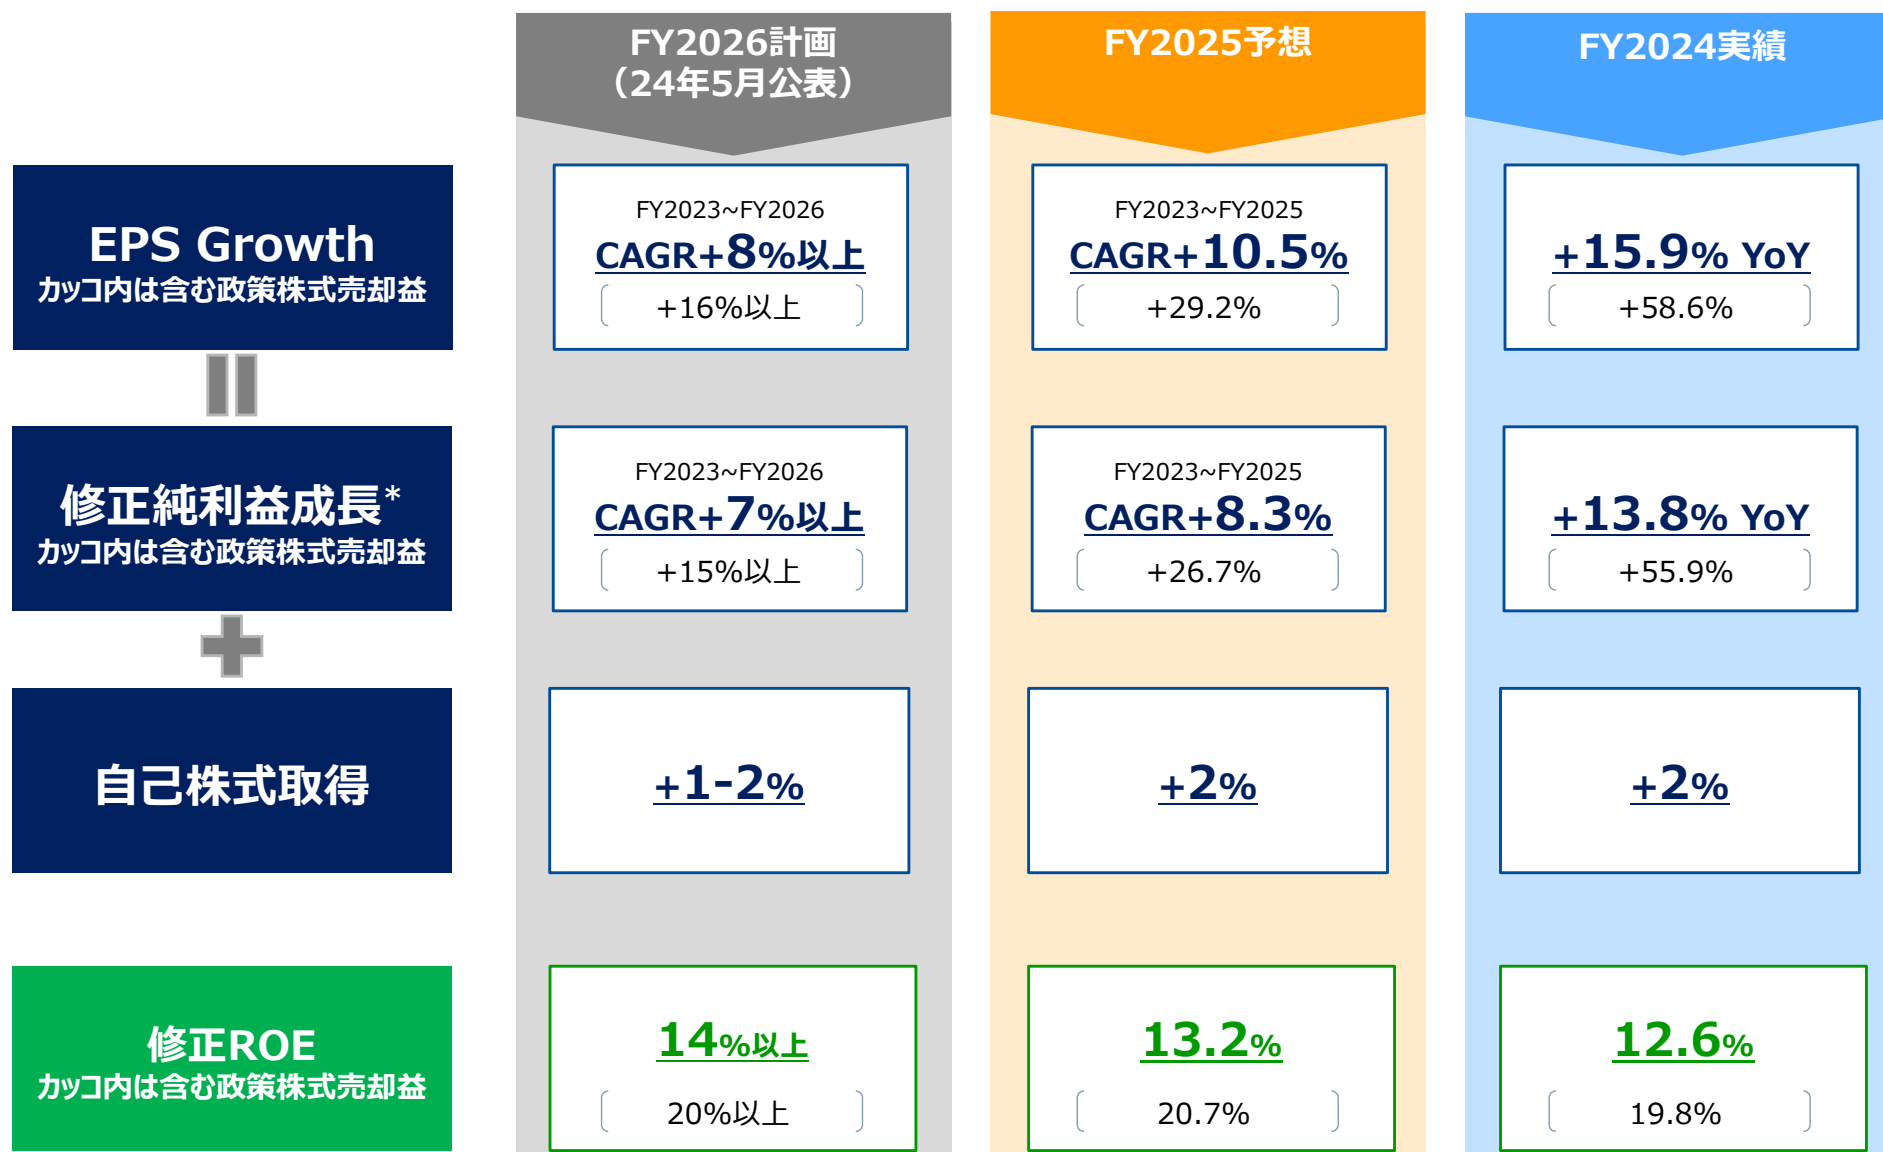 FY2026計画
（24年5月公表）
FY2025予想
FY2024実績
EPS Growth
カッコ内は含む政策株式売却益
FY2023~FY2026
CAGR+8%以上
+16%以上
FY2023~FY2025
CAGR+10.5%
+29.2%
+15.9% YoY
+58.6%
修正純利益成長*
カッコ内は含む政策株式売却益
FY2023~FY2026
CAGR+7%以上
+15%以上
FY2023~FY2025
CAGR+8.3%
+26.7%
+13.8% YoY
+55.9%
自己株式取得
+1-2%
+2%
+2%
修正ROE
カッコ内は含む政策株式売却益
14%以上
20%以上
13.2%
20.7%
12.6%
19.8%